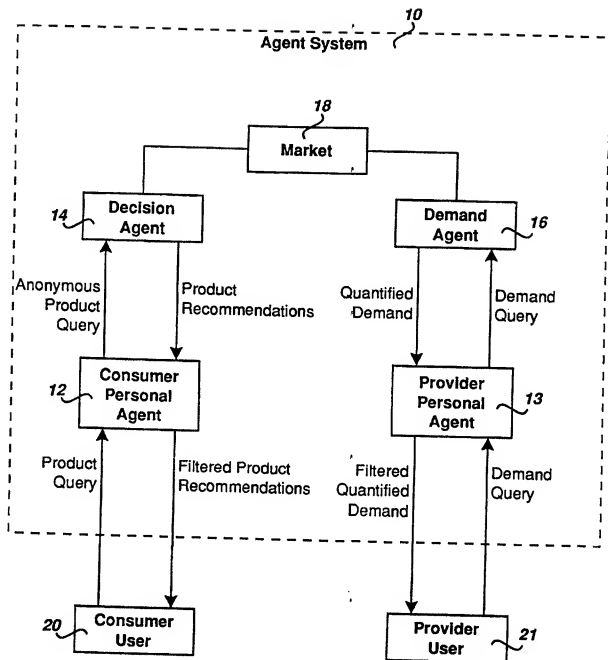 10
Agent System
18
Market
14
Decision
Agent
Demand
Agent
16
Anonymous
Product
Query
Product
Recommendations
Quantified
Demand
Demand
Query
12
Consumer
Personal
Agent
Provider
Personal
Agent
13
Product
Query
Filtered Product
Recommendations
Filtered
Quantified
Demand
Demand
Query
20
Consumer
User
Provider
User
21